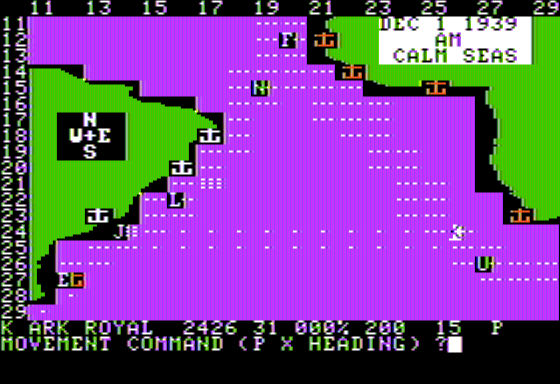 11 13 15 17 19 21 23 25 27 29
11
DEC 1 1939
12
F
AM
13
CALM SEAS
14
15
N
16
17
N
18
W+E
19
S
20
21
22
L
23
24
J
25
26
U
27
E G
28
29
K ARK ROYAL 2426 31 000% 200 15 P
MOVEMENT COMMAND (P X HEADING) ?